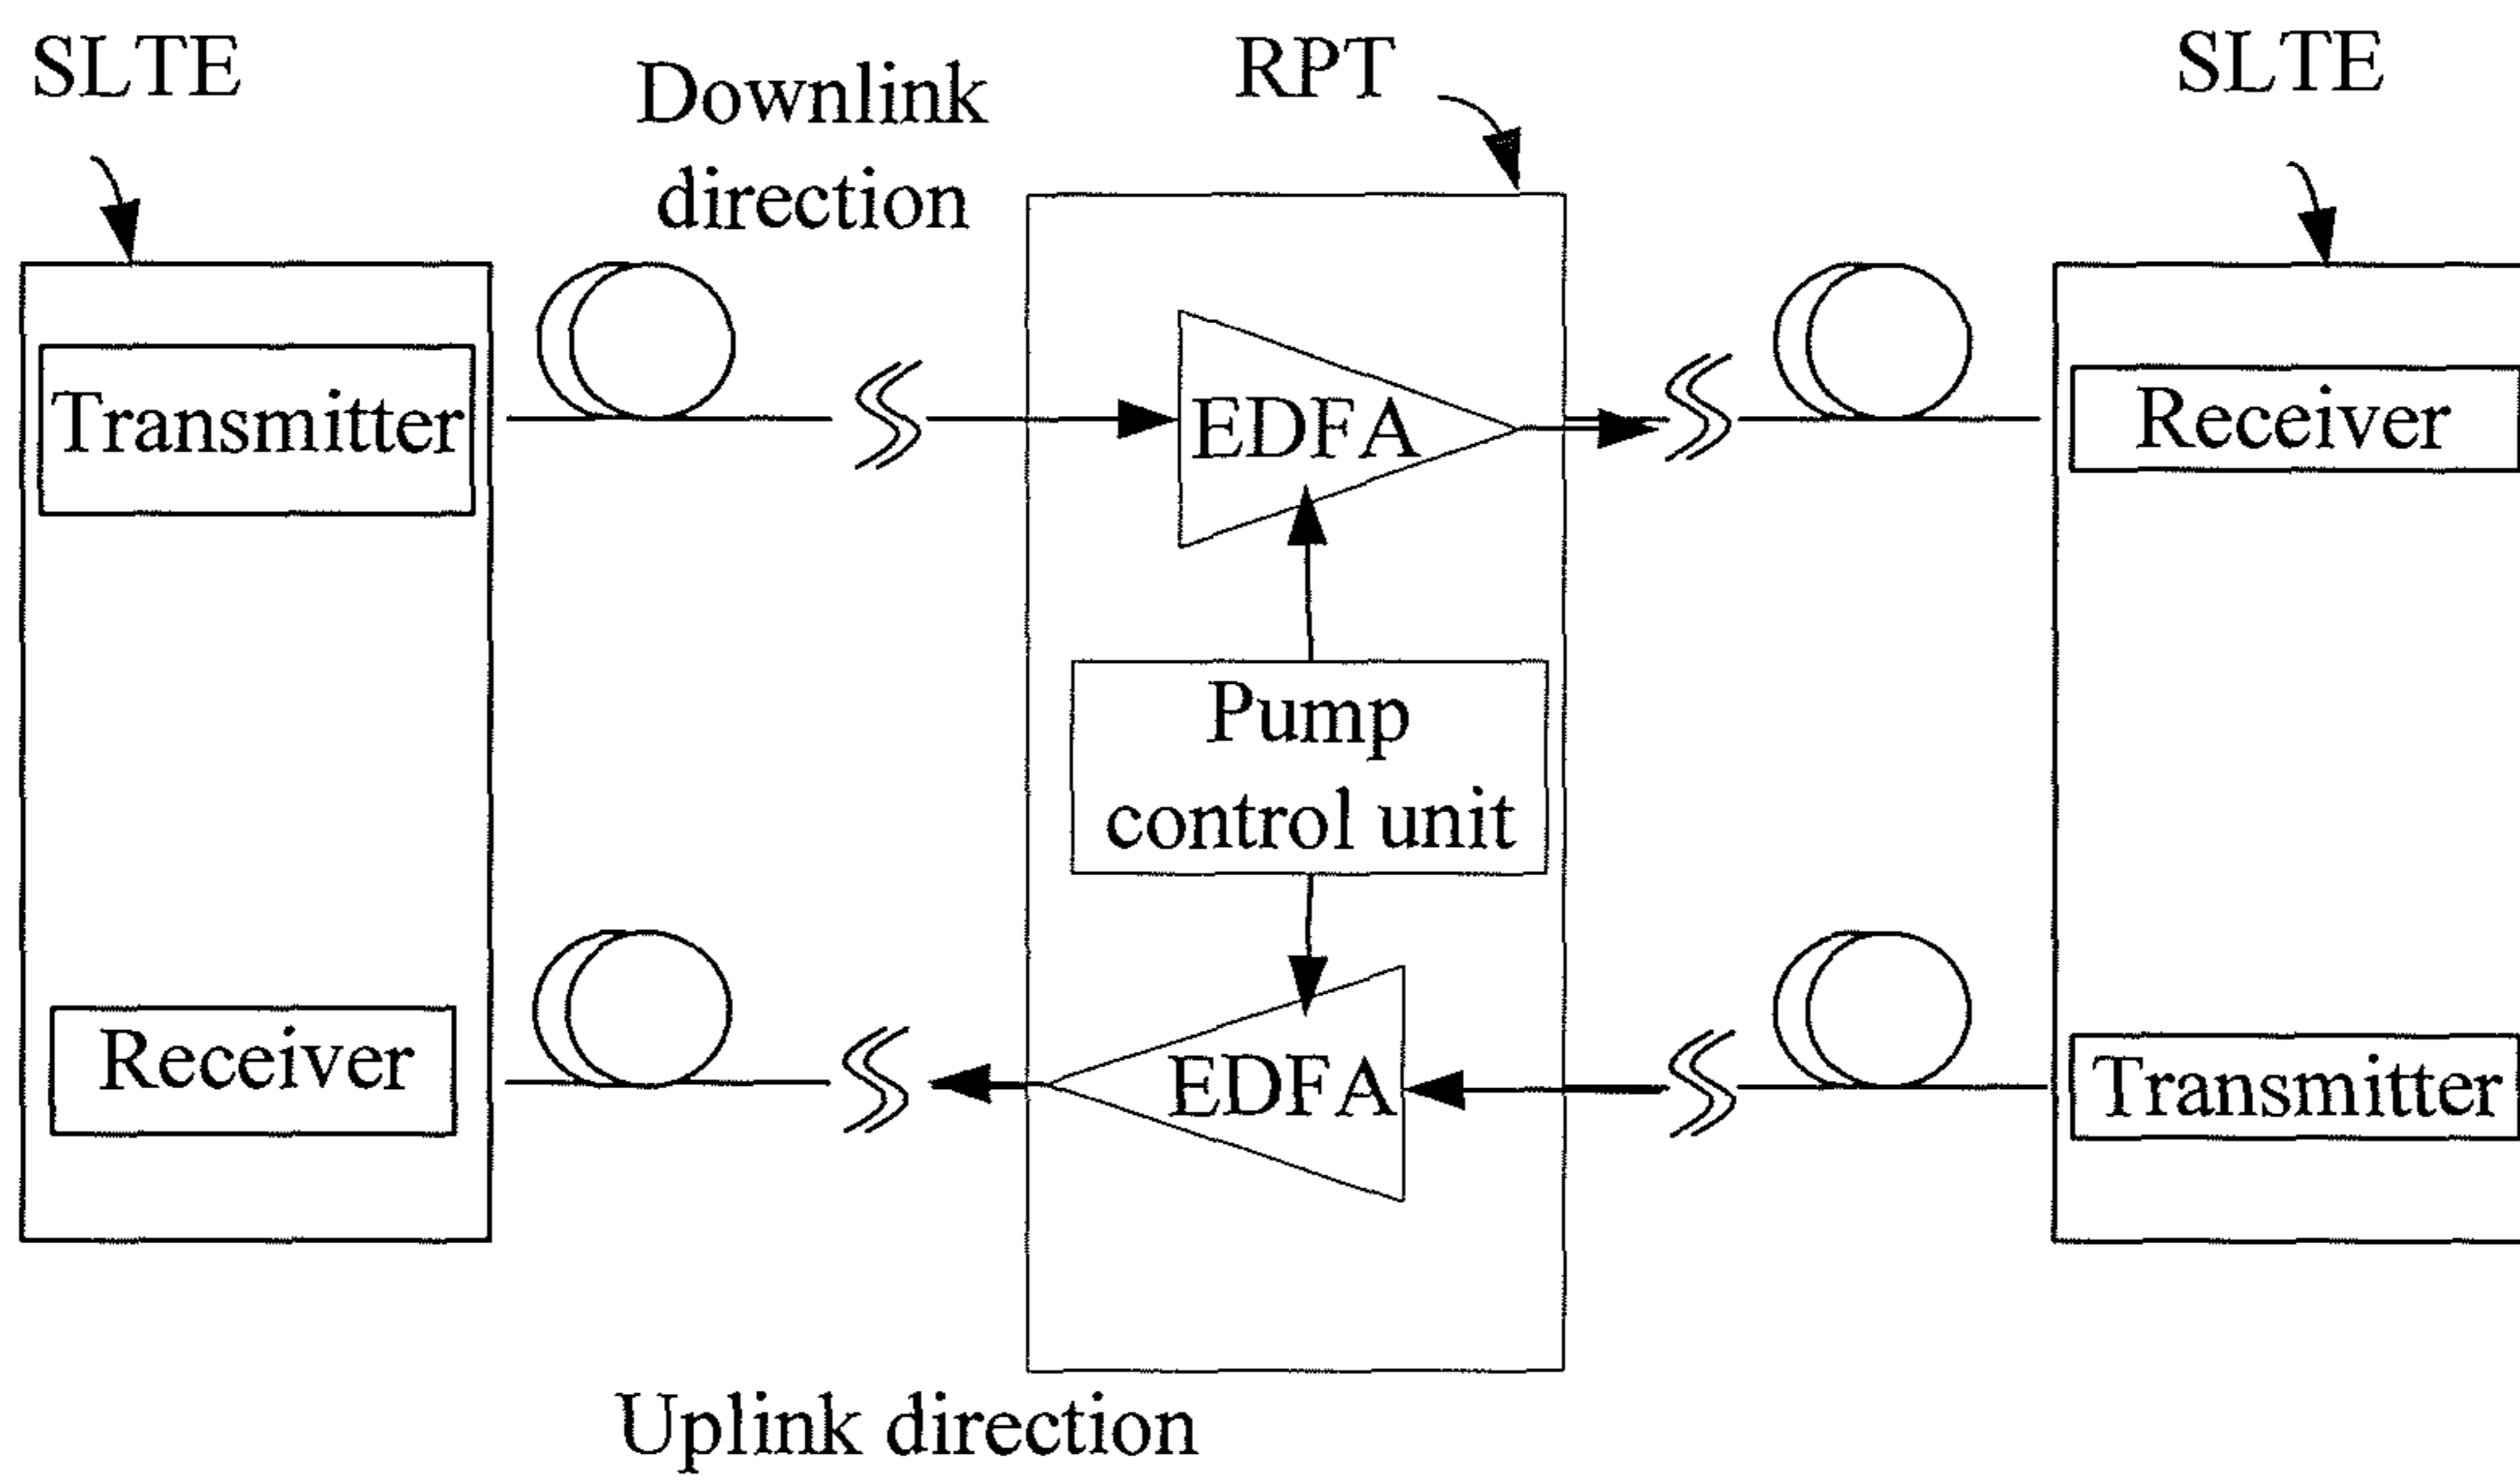 SLTE
Downlink
direction
RPT
SLTE
Transmitter
EDFA
Receiver
Pump
control unit
Receiver
EDFA
Transmitter
Uplink direction